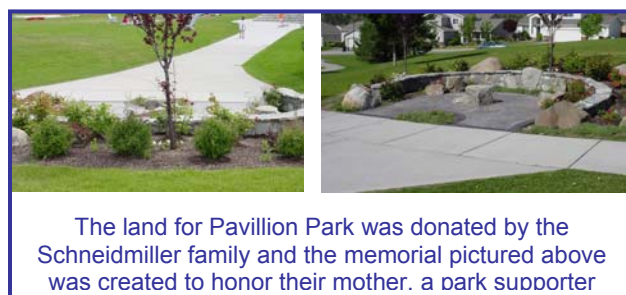 The land for Pavillion Park was donated by the
Schneidmiller family and the memorial pictured above
was created to honor their mother, a park supporter